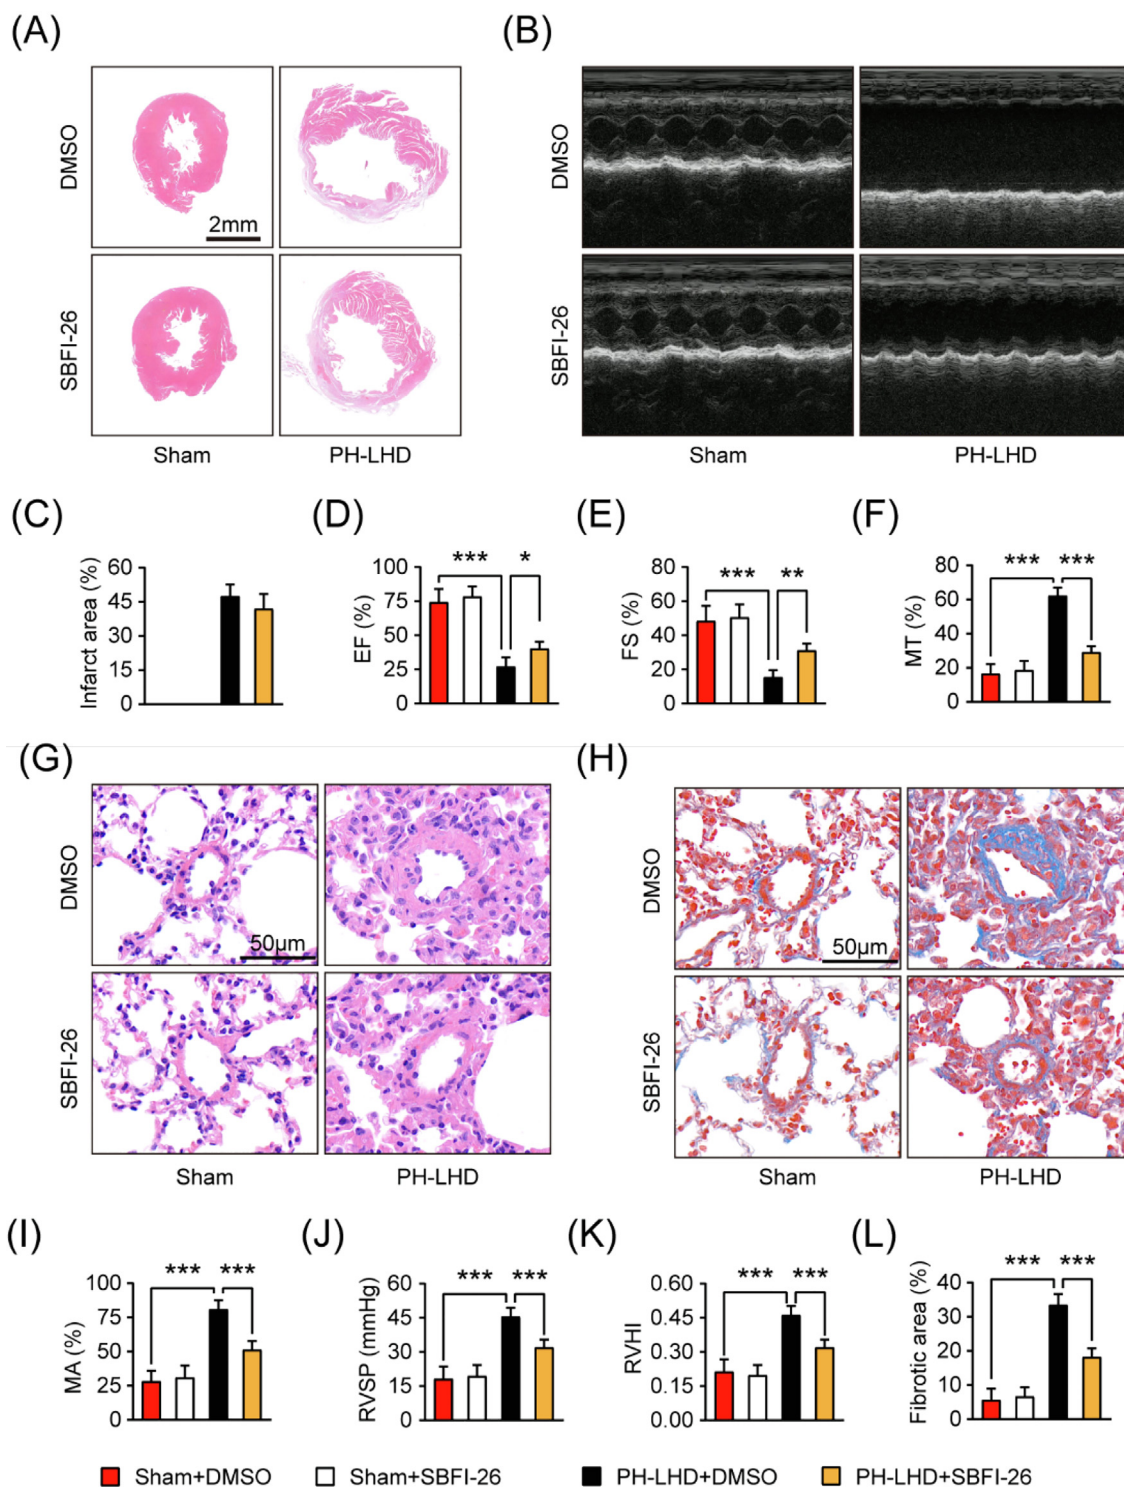 (A)
(B)
DMSO
2mm
SBFI-26
Sham
PH-LHD
DMSO
SBFI-26
Sham
PH-LHD
(C)
(D)
(E)
(F)
Infarct area (%)
60
45
30
15
0
EF (%)
100
75
50
25
0
***
*
FS (%)
80
60
40
20
0
***
**
MT (%)
80
60
40
20
0
***
***
(G)
(H)
DMSO
50μm
SBFI-26
Sham
PH-LHD
DMSO
50μm
SBFI-26
Sham
PH-LHD
(I)
(J)
(K)
(L)
MA (%)
100
75
50
25
0
***
***
RVSP (mmHg)
60
45
30
15
0
***
***
RVHI
0.60
0.45
0.30
0.15
0.00
***
***
Fibrotic area (%)
40
30
20
10
0
***
***
Sham+DMSO
Sham+SBFI-26
PH-LHD+DMSO
PH-LHD+SBFI-26